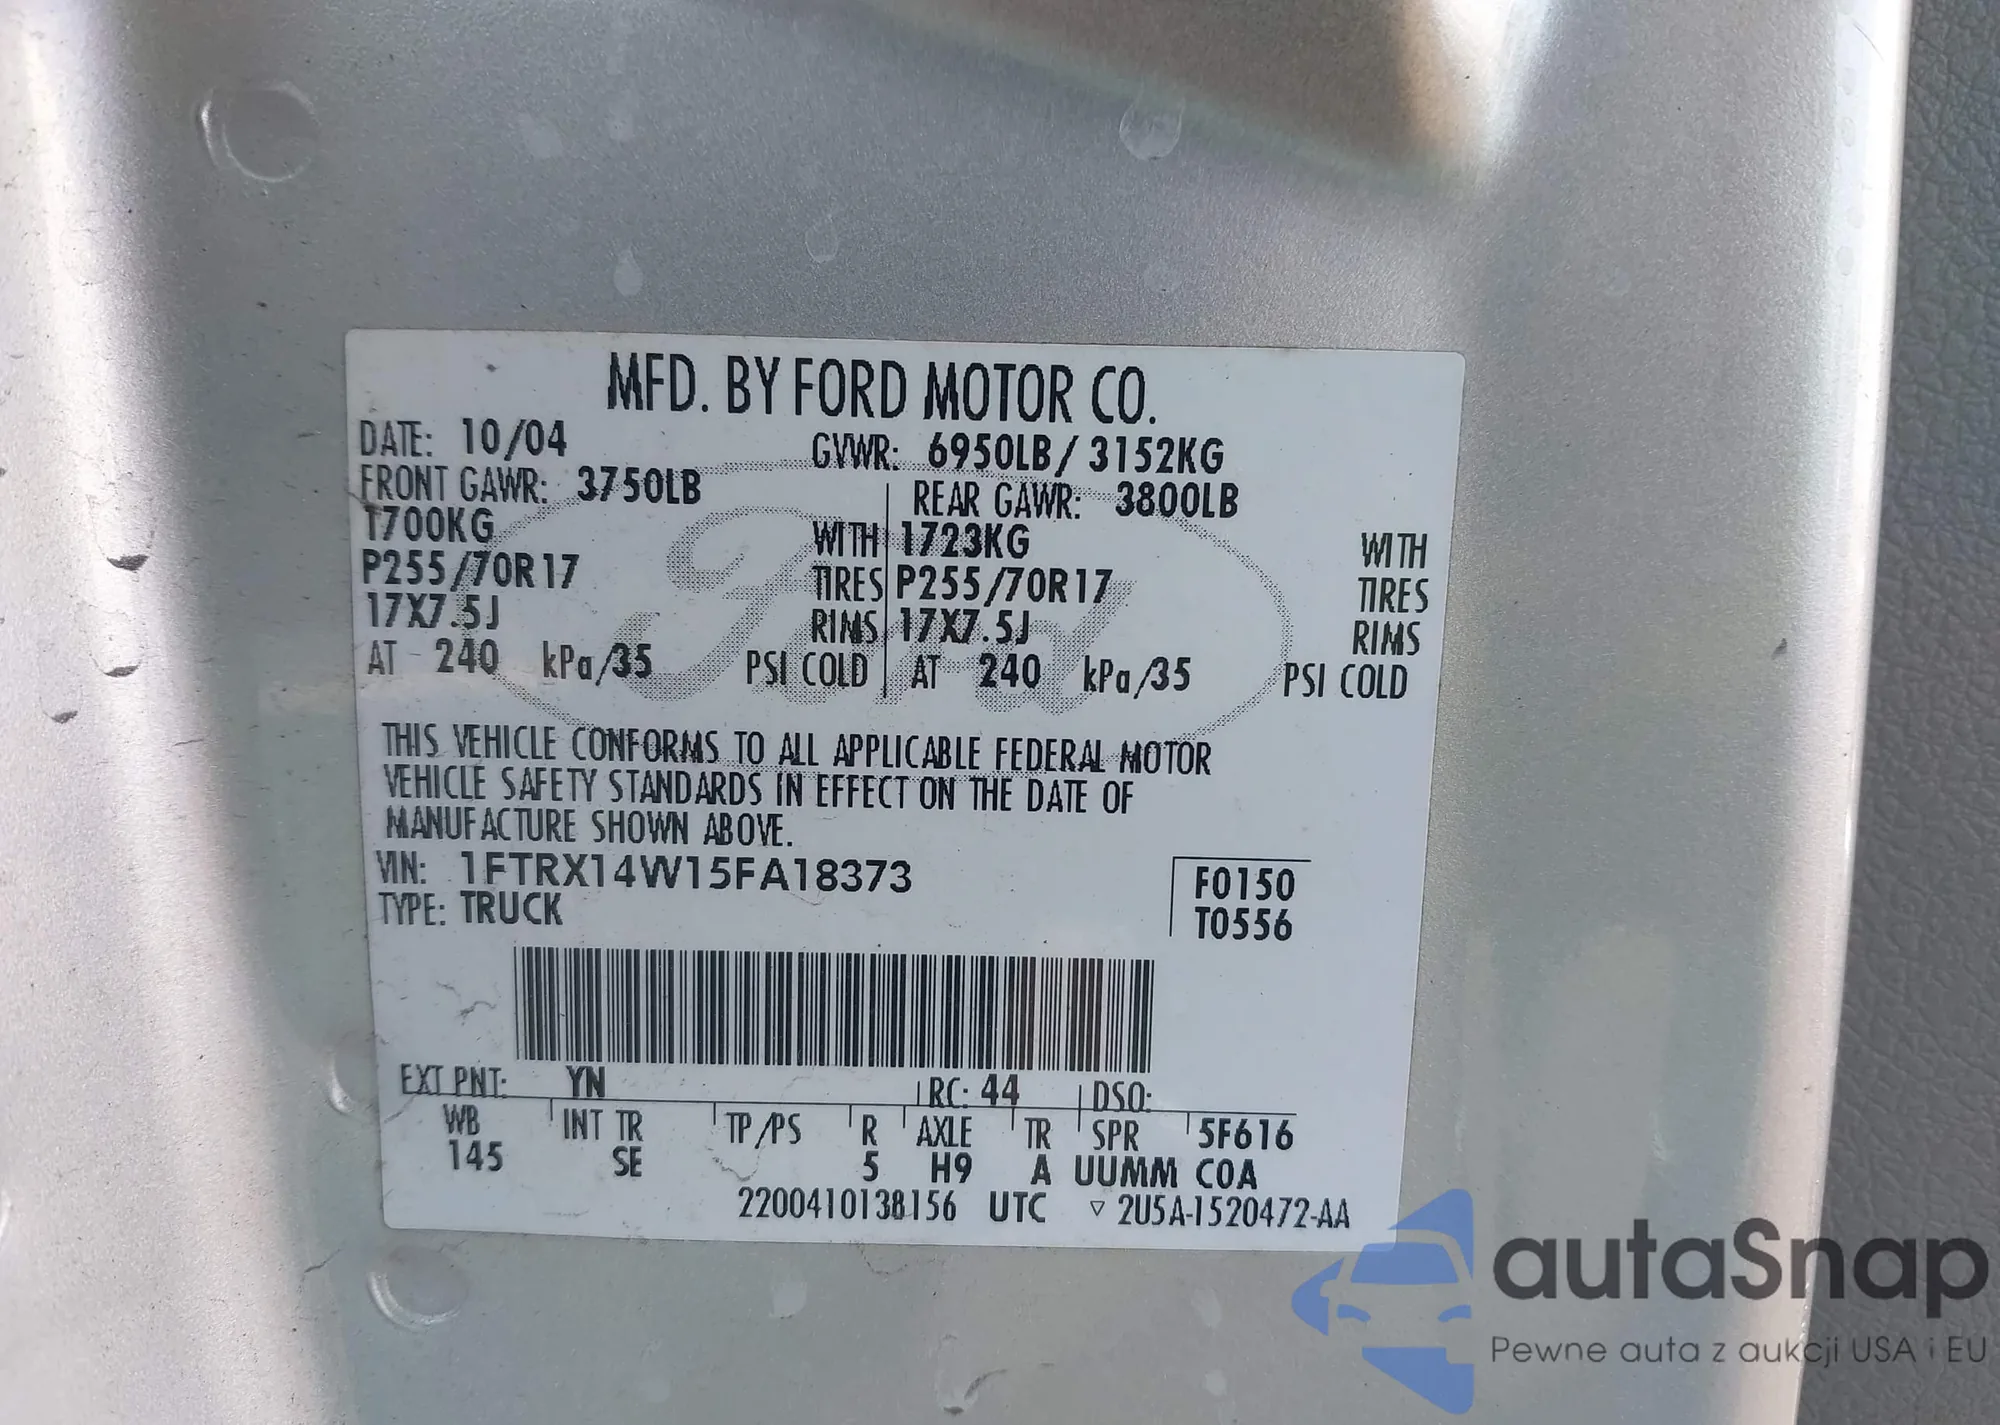 MFD. BY FORD MOTOR CO.
DATE: 10/04 GVWR: 6950LB / 3152KG
FRONT GAWR: 3750LB REAR GAWR: 3800LB
1700KG WITH 1723KG WITH
P255/70R17 TIRES P255/70R17 TIRES
17X7.5J RIMS 17X7.5J RIMS
AT 240 kPa/35 PSI COLD AT 240 kPa/35 PSI COLD
Ford
THIS VEHICLE CONFORMS TO ALL APPLICABLE FEDERAL MOTOR
VEHICLE SAFETY STANDARDS IN EFFECT ON THE DATE OF
MANUFACTURE SHOWN ABOVE.
VIN: 1FTRX14W15FA18373 F0150
TYPE: TRUCK T0556
EXT PNT: YN RC: 44 DSO:
WB INT TR TP/PS R AXLE TR SPR 5F616
145 SE 5 H9 A UUMM C0A
2200410138156 UTC ▽ 2U5A-1520472-AA
autaSnap
Pewne auta z aukcji USA i EU